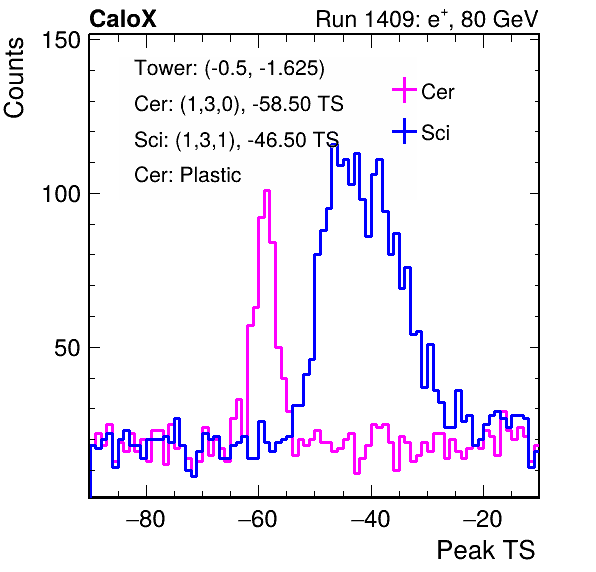 CaloX Run 1409: e⁺, 80 GeV
Counts
150
100
50
Tower: (-0.5, -1.625)
Cer: (1,3,0), -58.50 TS
Sci: (1,3,1), -46.50 TS
Cer: Plastic
Cer
Sci
−80 −60 −40 −20
Peak TS